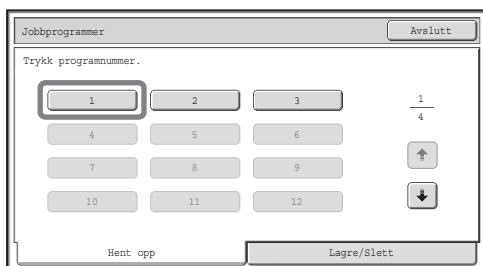 Jobbprogrammer Avslutt
Trykk programnummer.
1 2 3 1
4
4 5 6
7 8 9
10 11 12
Hent opp Lagre/Slett